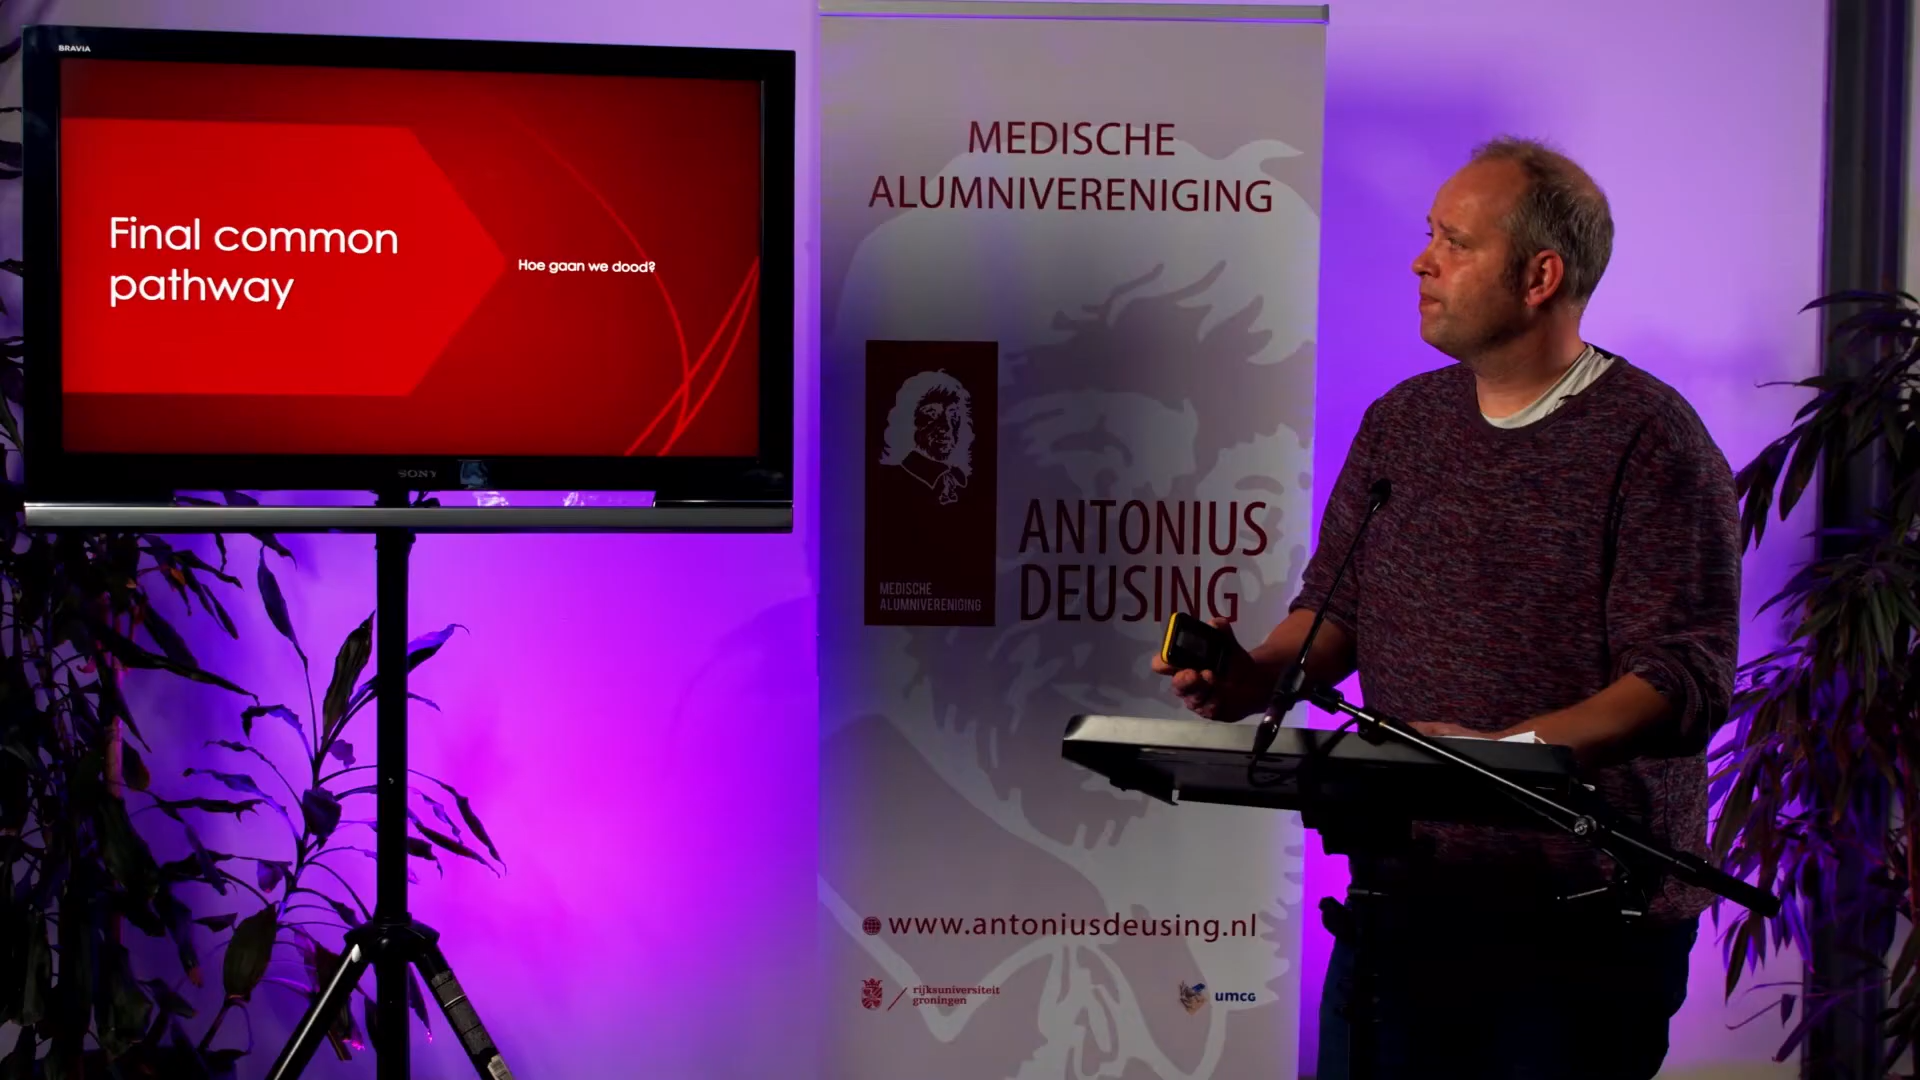 BRAVIA
Final common
pathway
Hoe gaan we dood?
SONY
MEDISCHE
ALUMNIVERENIGING
MEDISCHE
ALUMNIVERENIGING
ANTONIUS
DEUSING
www.antoniusdeusing.nl
rijksuniversiteit
groningen
umcg